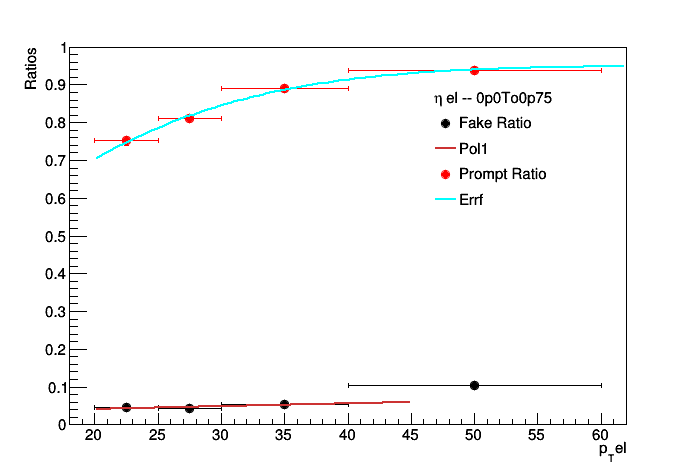 Ratios
1
0.9
0.8
0.7
0.6
0.5
0.4
0.3
0.2
0.1
0
η el -- 0p0To0p75
Fake Ratio
Pol1
Prompt Ratio
Errf
20 25 30 35 40 45 50 55 60
p_T el